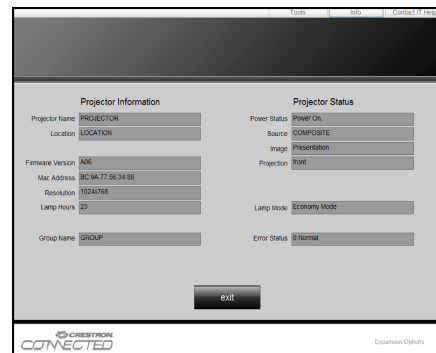 Tools Info Contact IT Help
Projector Information Projector Status
Projector Name PROJECTOR Power Status Power On.
Location LOCATION Source COMPOSITE
Image Presentation
Firmware Version A06 Projection front
Mac Address BC:9A:77:56:34:88
Resolution 1024x768
Lamp Hours 23 Lamp Mode Economy Mode
Group Name GROUP Error Status 0:Normal
exit
CRESTRON.
CONNECTED
Expansion Options